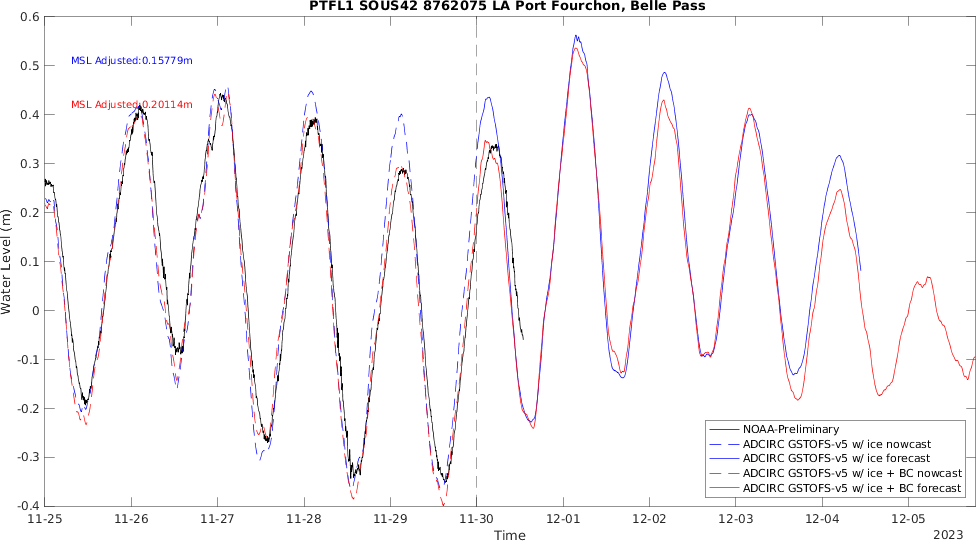 PTFL1 SOUS42 8762075 LA Port Fourchon, Belle Pass
0.6
0.5
0.4
0.3
0.2
0.1
0
-0.1
-0.2
-0.3
-0.4
Water Level (m)
MSL Adjusted:0.15779m
MSL Adjusted:0.20114m
NOAA-Preliminary
ADCIRC GSTOFS-v5 w/ ice nowcast
ADCIRC GSTOFS-v5 w/ ice forecast
ADCIRC GSTOFS-v5 w/ ice + BC nowcast
ADCIRC GSTOFS-v5 w/ ice + BC forecast
11-25 11-26 11-27 11-28 11-29 11-30 12-01 12-02 12-03 12-04 12-05
Time
2023